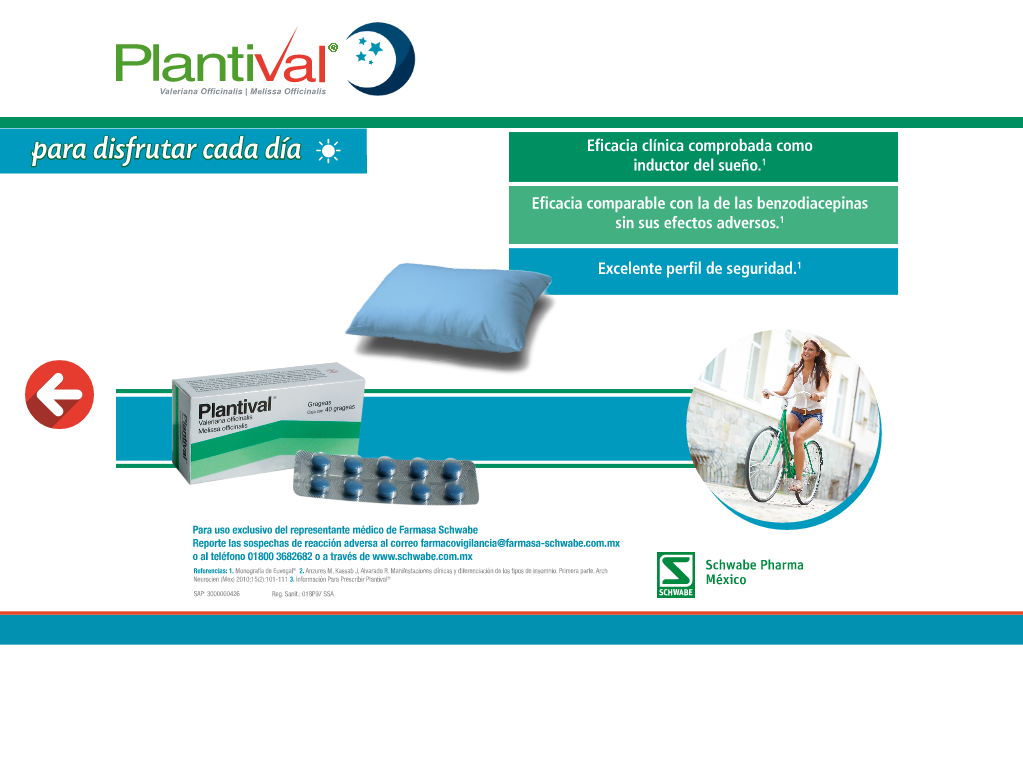 Plantival®
Valeriana Officinalis | Melissa Officinalis
para disfrutar cada día
Eficacia clínica comprobada como
inductor del sueño.¹
Eficacia comparable con la de las benzodiacepinas
sin sus efectos adversos.¹
Excelente perfil de seguridad.¹
Plantival®
Valeriana officinalis
Melissa officinalis
Grageas
Caja con 40 grageas
Plantival
Para uso exclusivo del representante médico de Farmasa Schwabe
Reporte las sospechas de reacción adversa al correo farmacovigilancia@farmasa-schwabe.com.mx
o al teléfono 01800 3682682 o a través de www.schwabe.com.mx
Referencias: 1. Monografía de Euvegal® 2. Anzures M, Kassab J, Alvarado R. Manifestaciones clínicas y diferenciación de los tipos de insomnio. Primera parte. Arch
Neurocien (Mex) 2010;15(2):101-111 3. Información Para Prescribir Plantival®
SAP: 3000000426 Reg. Sanit.: 018P97 SSA
SCHWABE
Schwabe Pharma
México